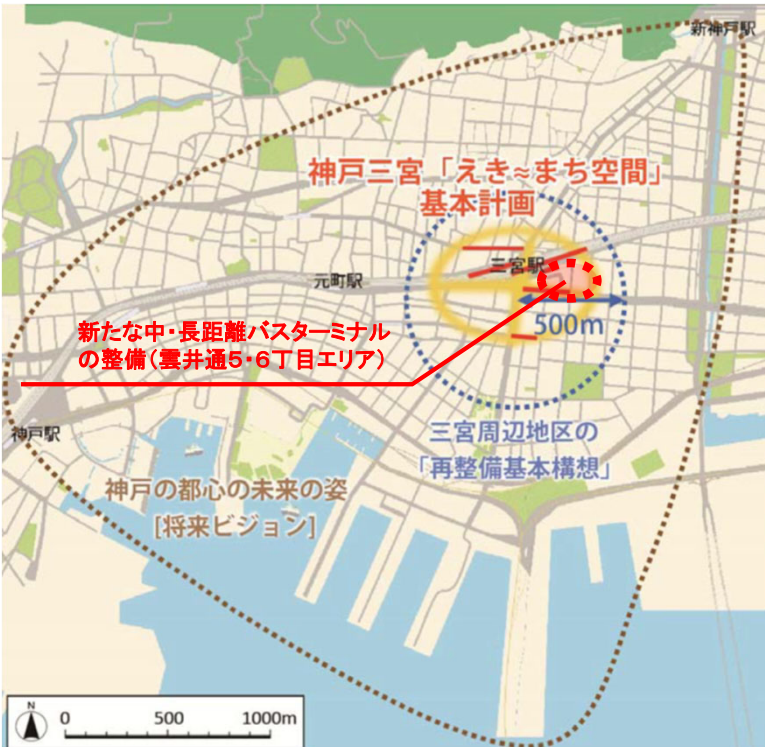 新神戸駅
神戸三宮「えき≈まち空間」
基本計画
三宮駅
元町駅
500m
新たな中・長距離バスターミナル
の整備（雲井通5・6丁目エリア）
神戸駅
三宮周辺地区の
「再整備基本構想」
神戸の都心の未来の姿
[将来ビジョン]
N
0 500 1000m